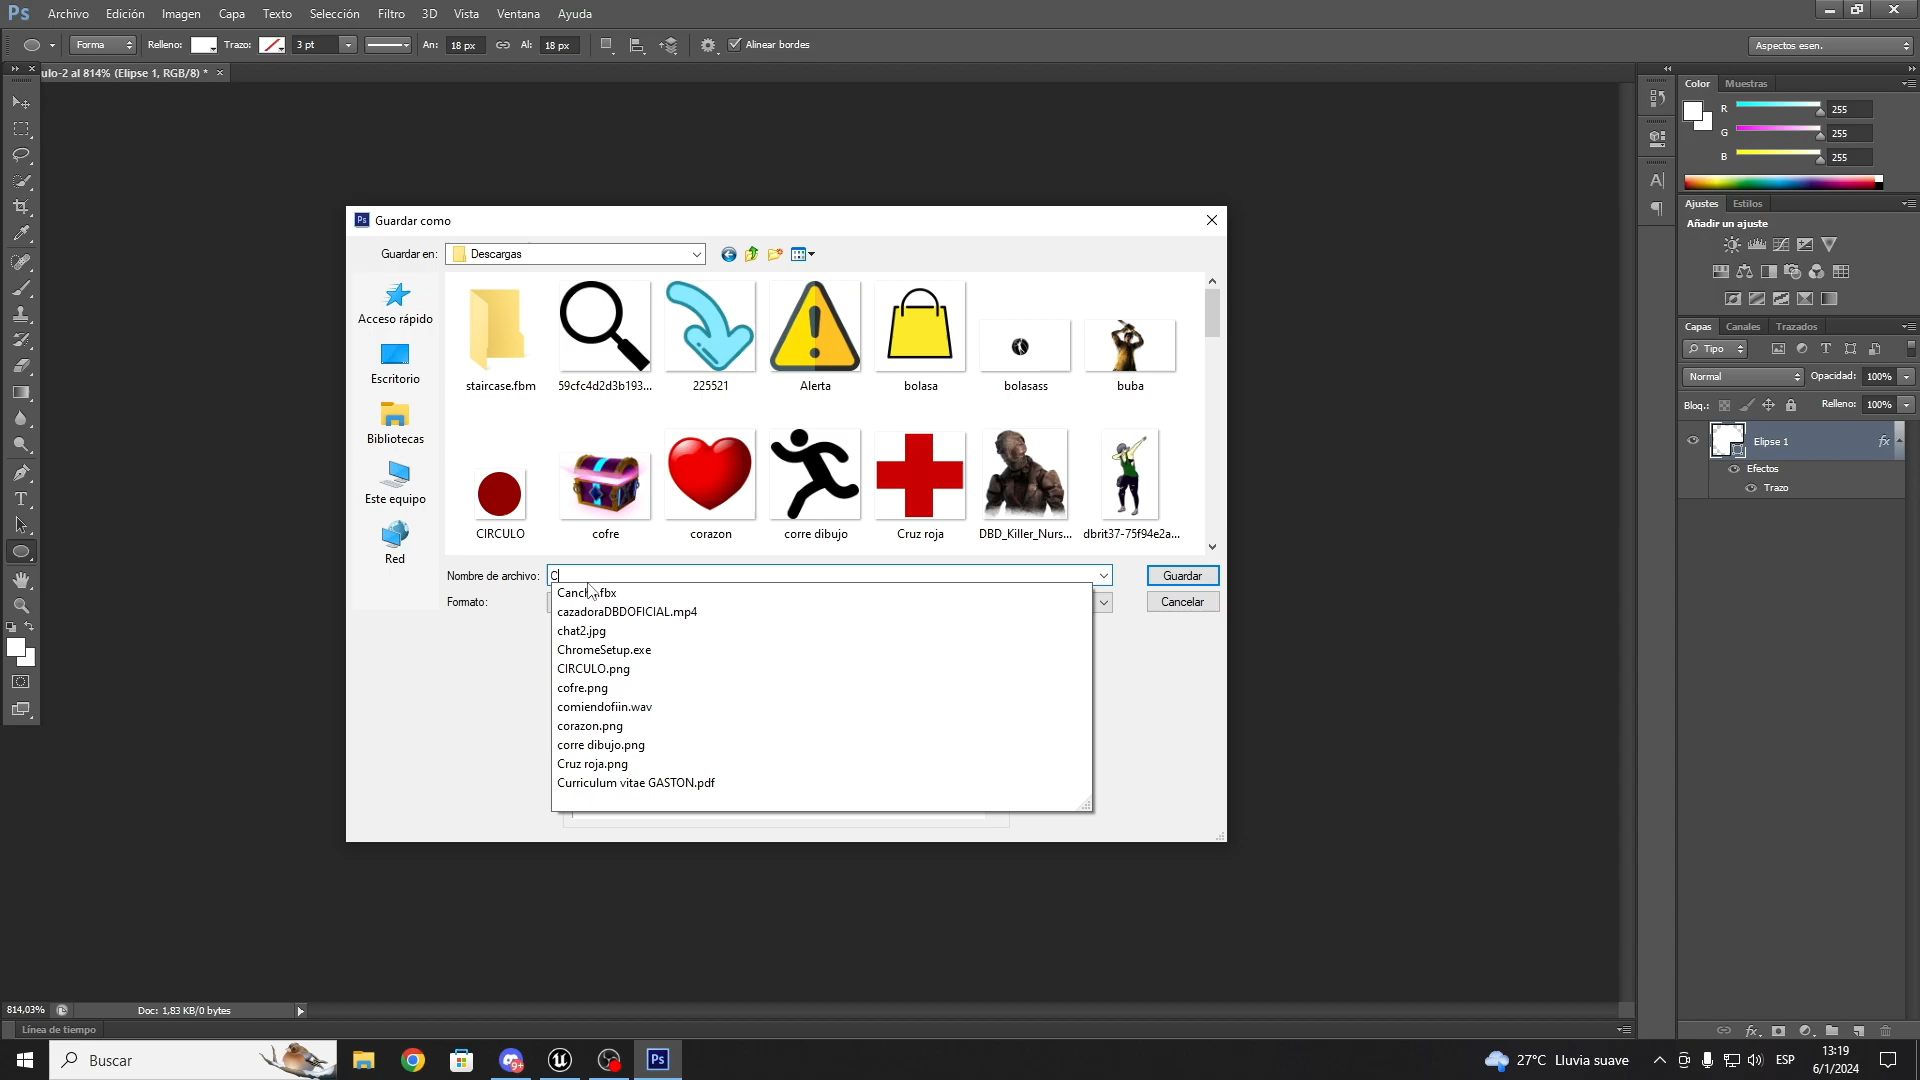 Ps Archivo Edición Imagen Capa Texto Selección Filtro 3D Vista Ventana Ayuda
Forma Relleno: Trazo: 3 pt An: 18 px Al: 18 px Alinear bordes Aspectos esen.
ulo-2 al 814% (Elipse 1, RGB/8) * ×
Color Muestras
R 255
G 255
B 255
Ajustes Estilos
Añadir un ajuste
Capas Canales Trazados
Tipo
Normal Opacidad: 100%
Bloq.: Relleno: 100%
Elipse 1 fx
Efectos
Trazo
Ps Guardar como
Guardar en: Descargas
Acceso rápido
Escritorio
Bibliotecas
Este equipo
Red
staircase.fbm 59cfc4d2d3b193... 225521 Alerta bolasa bolasass buba
CIRCULO cofre corazon corre dibujo Cruz roja DBD_Killer_Nurs... dbrit37-75f94e2a...
Nombre de archivo: C Guardar
Formato: Cancelar
cazadoraDBDOFICIAL.mp4
chat2.jpg
ChromeSetup.exe
CIRCULO.png
cofre.png
comiendofiin.wav
corazon.png
corre dibujo.png
Cruz roja.png
Curriculum vitae GASTON.pdf
814,03% Doc: 1,83 KB/0 bytes
Línea de tiempo
Buscar 27°C Lluvia suave ESP 13:19
6/1/2024